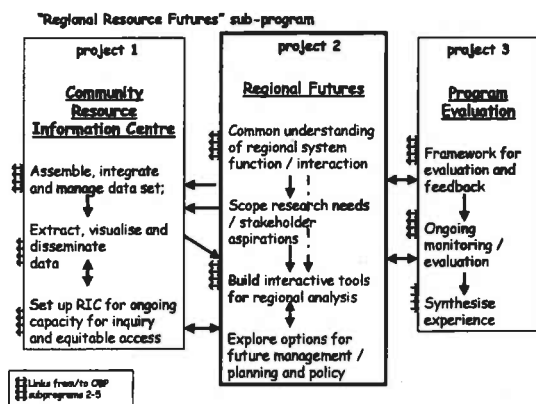 "Regional Resource Futures" sub-program
project 1
Community
Resource
Information Centre
Assemble, integrate
and manage data set;
Extract, visualise and
disseminate
data
Set up RIC for ongoing
capacity for inquiry
and equitable access
project 2
Regional Futures
Common understanding
of regional system
function / interaction
Scope research needs
/ stakeholder
aspirations
Build interactive tools
for regional analysis
Explore options for
future management /
planning and policy
project 3
Program
Evaluation
Framework for
evaluation and
feedback
Ongoing
monitoring /
evaluation
Synthesise
experience
Links from/to CBP
subprograms 2-5